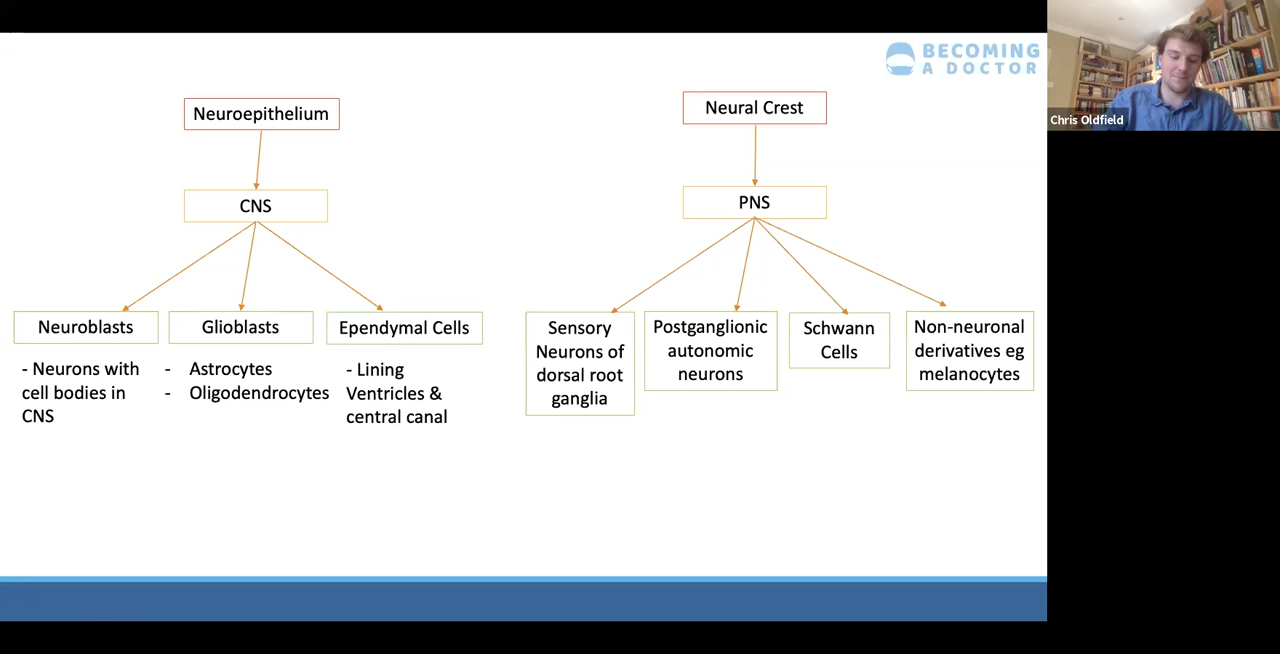 BECOMING
A DOCTOR
Chris Oldfield
Neuroepithelium
CNS
Neuroblasts
- Neurons with
cell bodies in
CNS
Glioblasts
- Astrocytes
- Oligodendrocytes
Ependymal Cells
- Lining
Ventricles &
central canal
Neural Crest
PNS
Sensory
Neurons of
dorsal root
ganglia
Postganglionic
autonomic
neurons
Schwann
Cells
Non-neuronal
derivatives eg
melanocytes